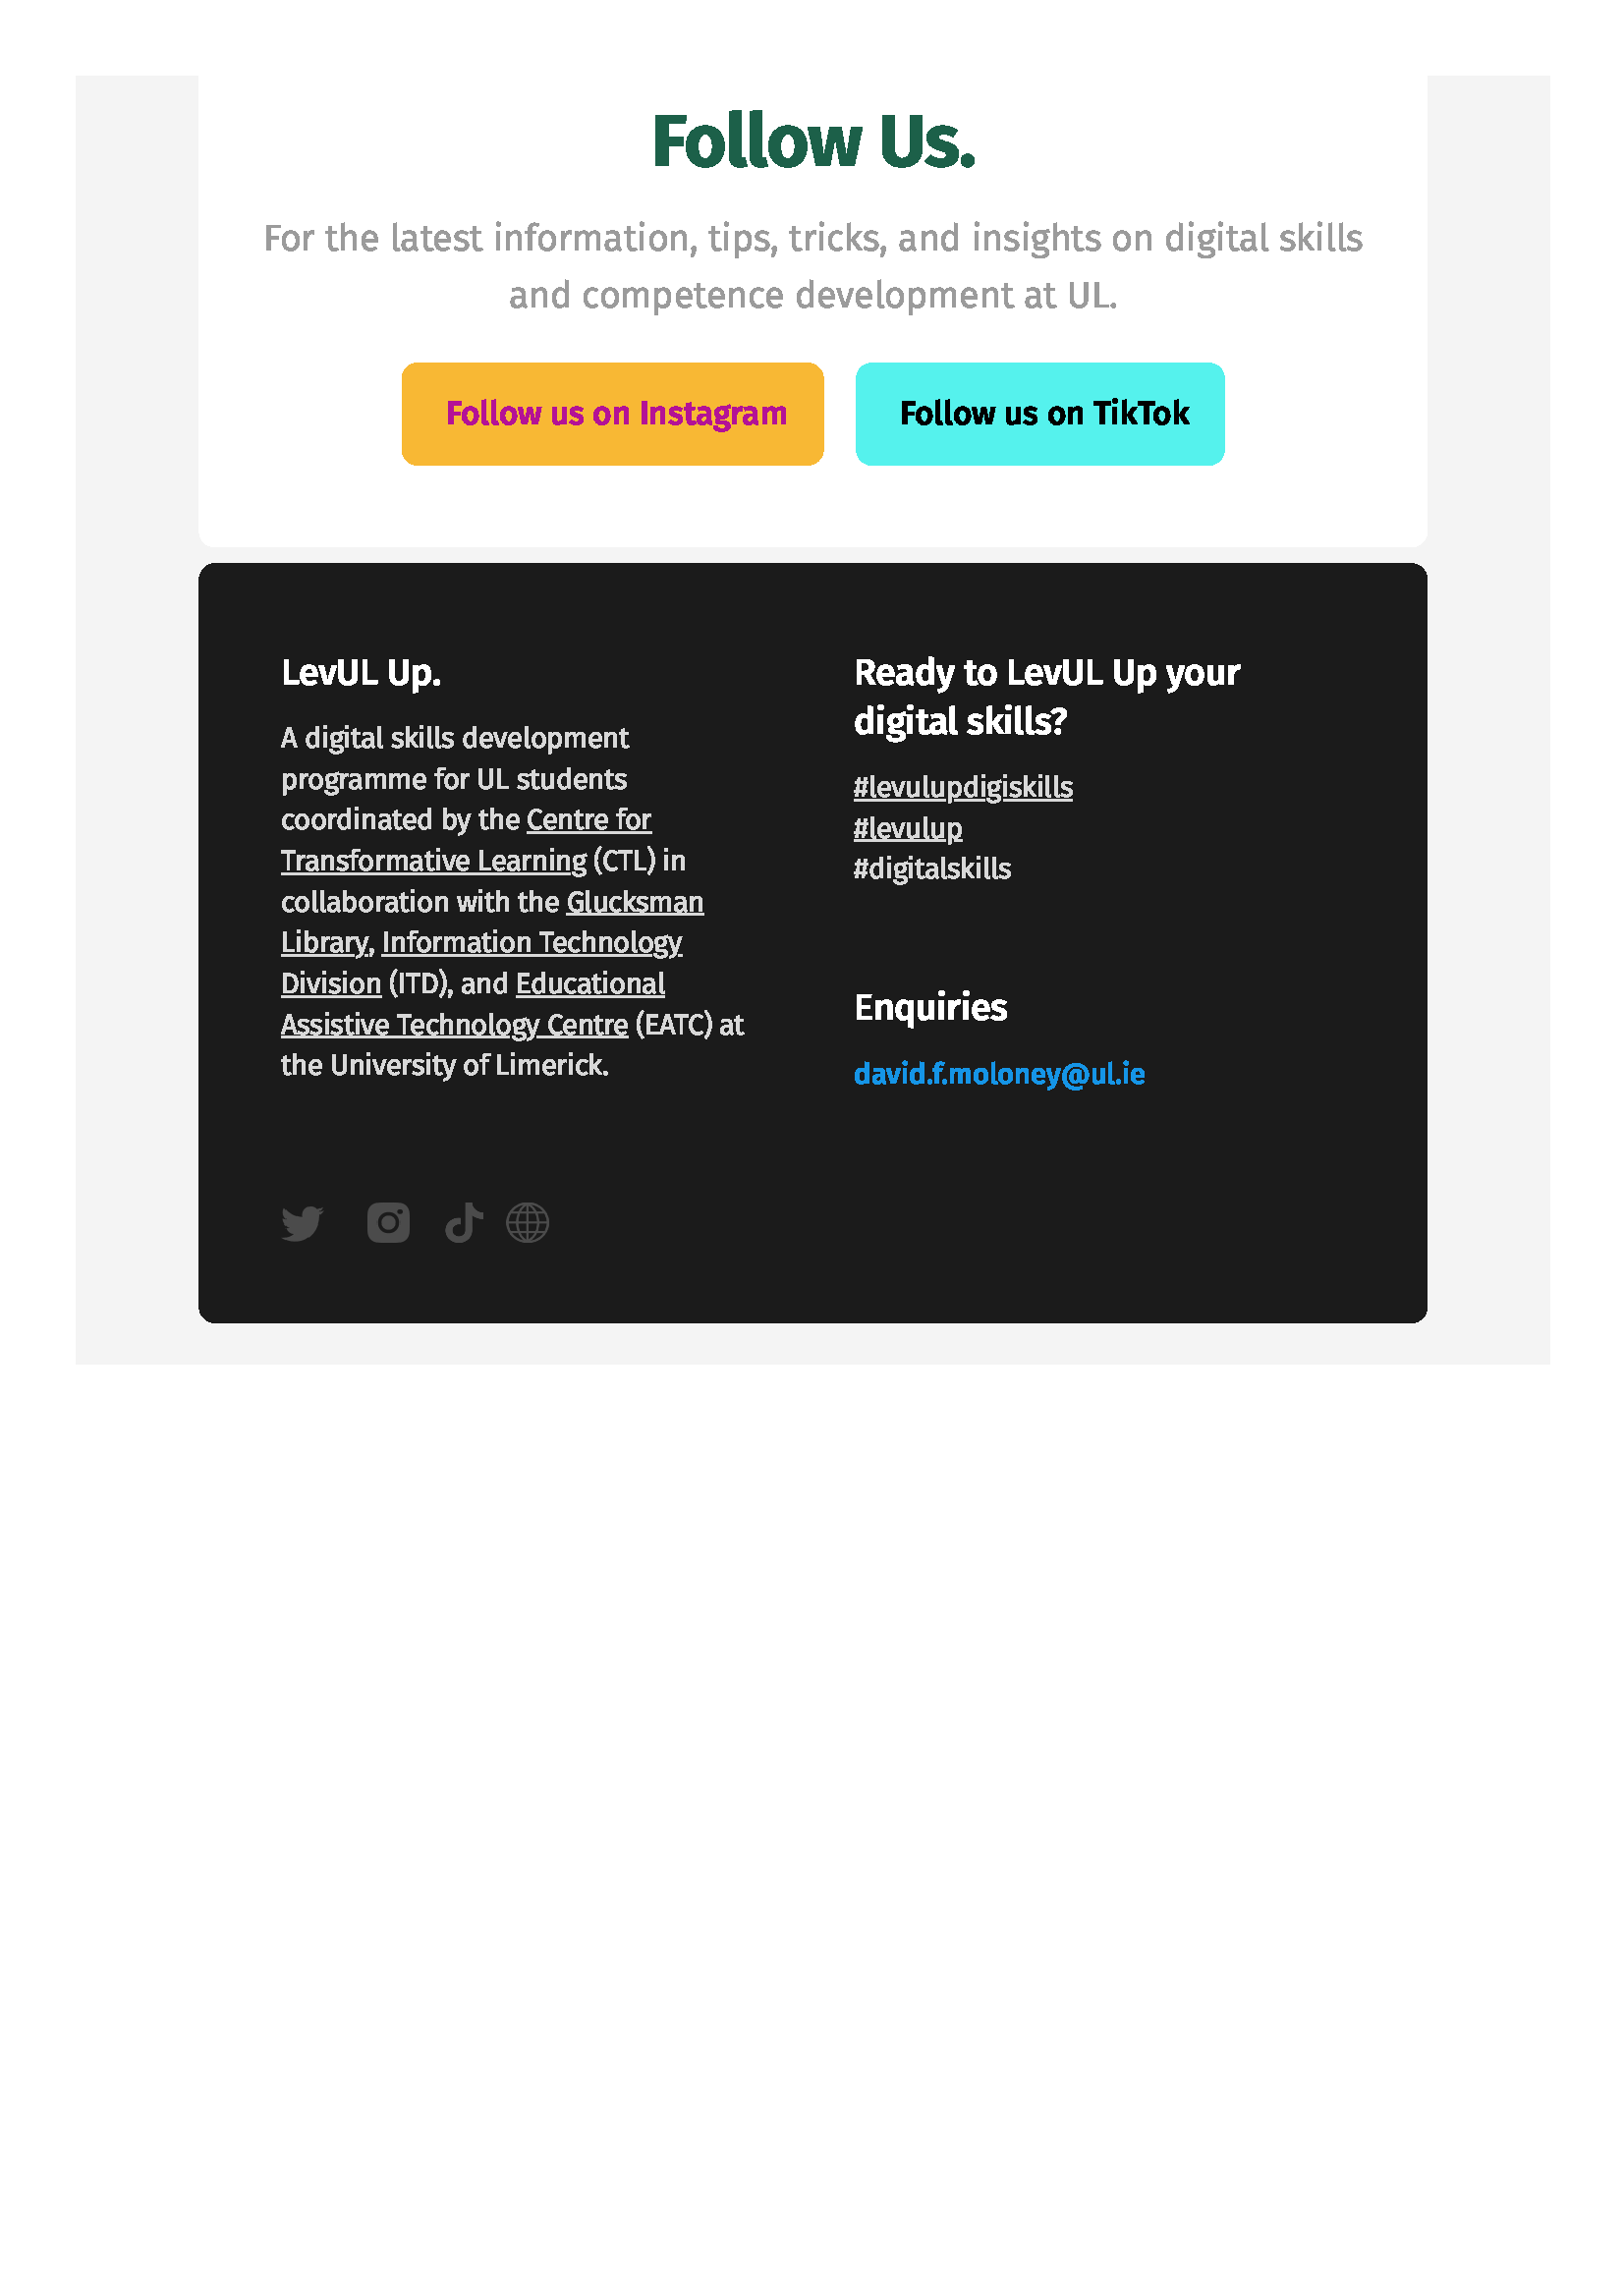 Follow Us.
For the latest information, tips, tricks, and insights on digital skills
and competence development at UL.
Follow us on Instagram
Follow us on TikTok
LevUL Up.
A digital skills development
programme for UL students
coordinated by the Centre for
Transformative Learning (CTL) in
collaboration with the Glucksman
Library, Information Technology
Division (ITD), and Educational
Assistive Technology Centre (EATC) at
the University of Limerick.
Ready to LevUL Up your
digital skills?
#levulupdigiskills
#levulup
#digitalskills
Enquiries
david.f.moloney@ul.ie